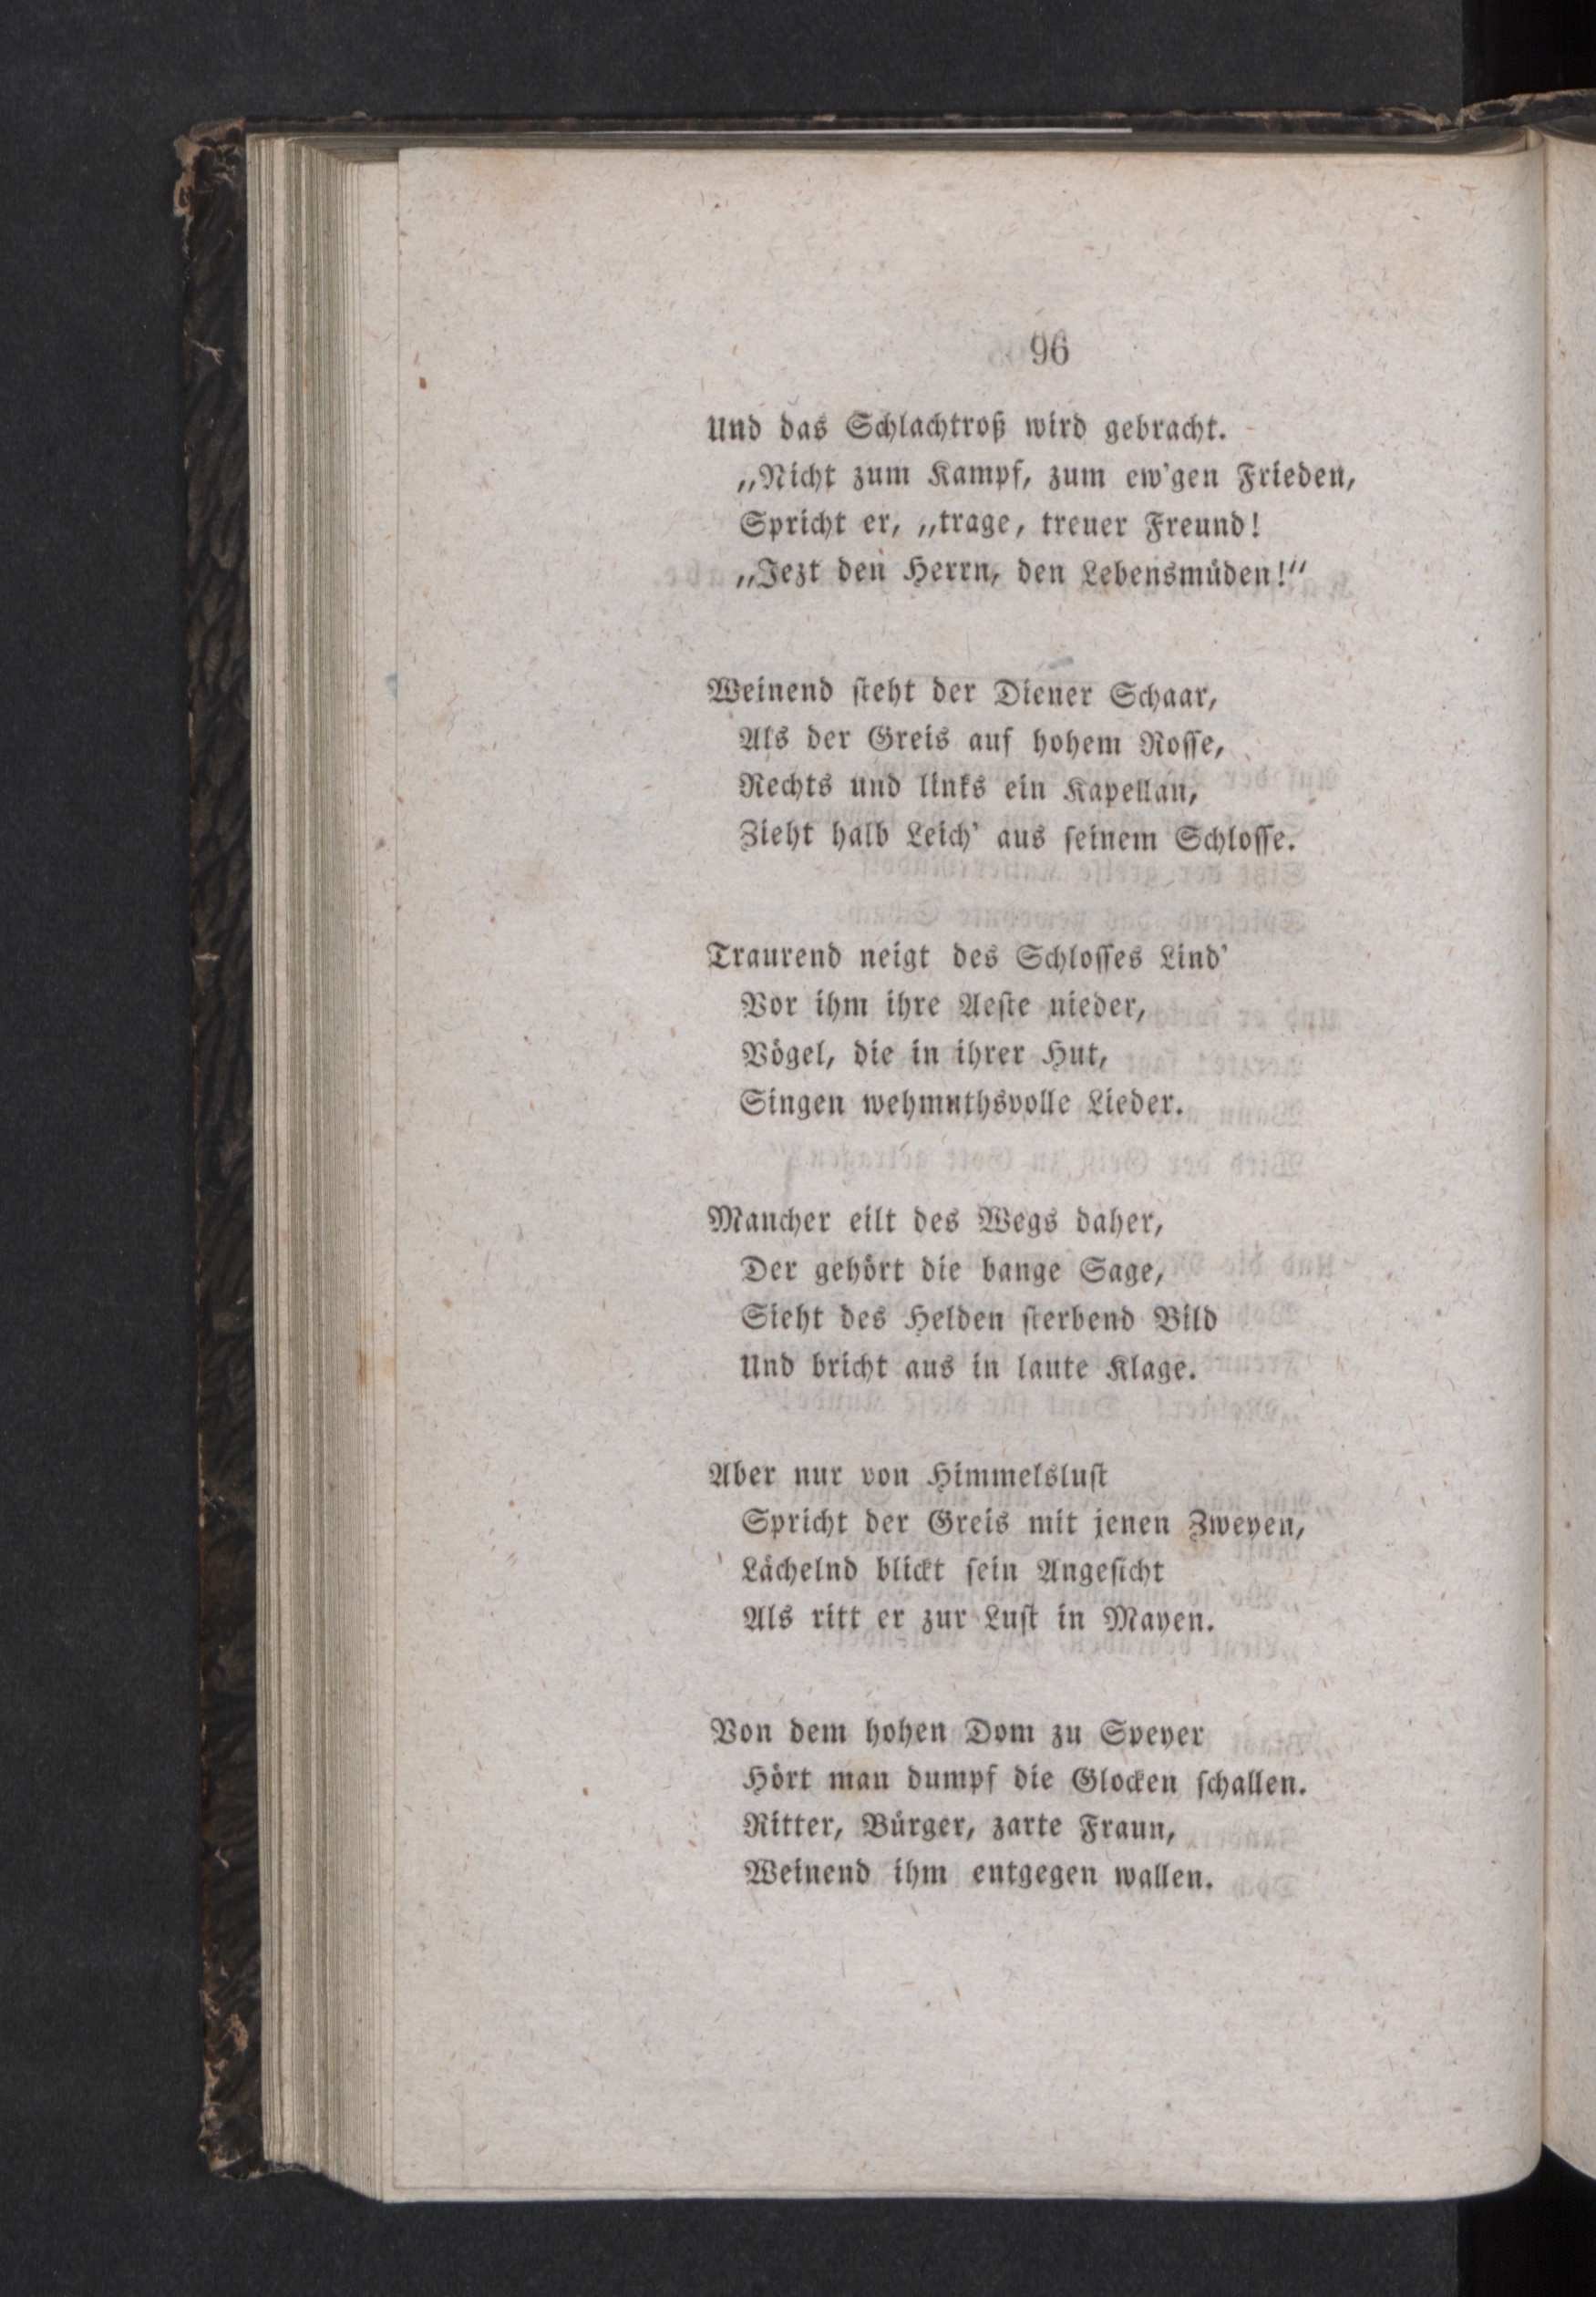 96
Und das Schlachtroß wird gebracht.
„Nicht zum Kampf, zum ew'gen Frieden,
Spricht er, „trage, treuer Freund!
„Jezt den Herrn, den Lebensmüden!“
Weinend steht der Diener Schaar,
Als der Greis auf hohem Rosse,
Rechts und links ein Kapellan,
Zieht halb Leich' aus seinem Schlosse.
Traurend neigt des Schlosses Lind'
Vor ihm ihre Aeste nieder,
Vögel, die in ihrer Hut,
Singen wehmuthsvolle Lieder.
Mancher eilt des Wegs daher,
Der gehört die bange Sage,
Sieht des Helden sterbend Bild
Und bricht aus in laute Klage.
Aber nur von Himmelslust
Spricht der Greis mit jenen Zweyen,
Lächelnd blickt sein Angesicht
Als ritt er zur Lust in Mayen.
Von dem hohen Dom zu Speyer
Hört man dumpf die Glocken schallen.
Ritter, Bürger, zarte Fraun,
Weinend ihm entgegen wallen.